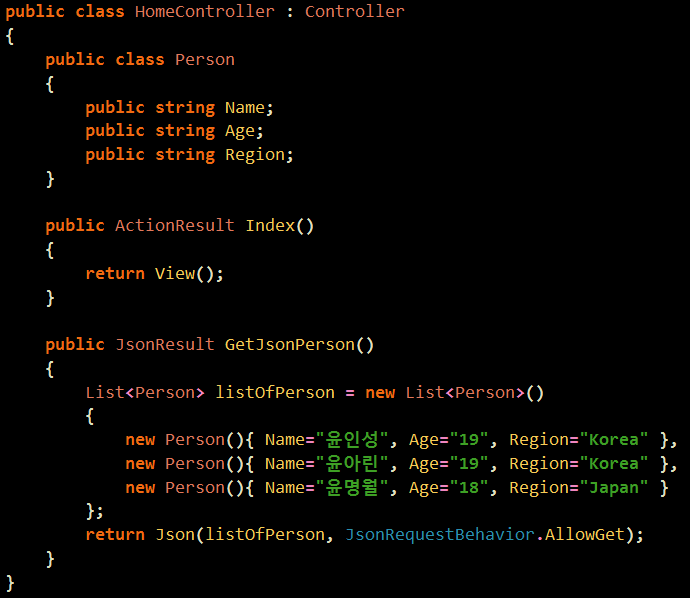 public class HomeController : Controller
{
    public class Person
    {
        public string Name;
        public string Age;
        public string Region;
    }

    public ActionResult Index()
    {
        return View();
    }

    public JsonResult GetJsonPerson()
    {
        List<Person> listOfPerson = new List<Person>()
        {
            new Person(){ Name="윤인성", Age="19", Region="Korea" },
            new Person(){ Name="윤아린", Age="19", Region="Korea" },
            new Person(){ Name="윤명월", Age="18", Region="Japan" }
        };
        return Json(listOfPerson, JsonRequestBehavior.AllowGet);
    }
}